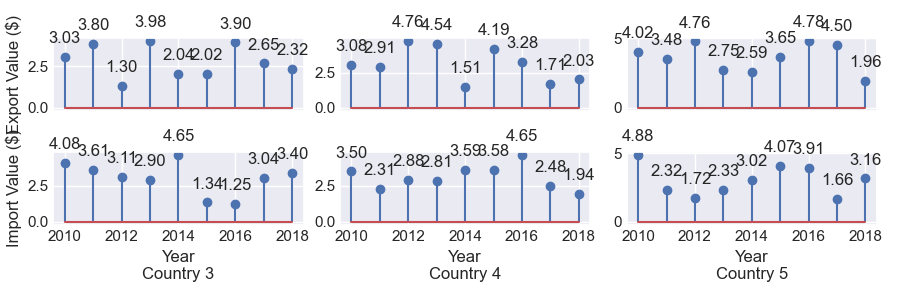 3.03 3.80 1.30 3.98 2.04 2.02 3.90 2.65 2.32
3.08 2.91 4.76 4.54 1.51 4.19 3.28 1.71 2.03
4.02 3.48 4.76 2.75 2.59 3.65 4.78 4.50 1.96
Export Value ($)
2.5
0.0
2.5
0.0
5
0
4.08 3.61 3.11 2.90 4.65 1.34 1.25 3.04 3.40
3.50 2.31 2.88 2.81 3.59 3.58 4.65 2.48 1.94
4.88 2.32 1.72 2.33 3.02 4.07 3.91 1.66 3.16
Import Value ($)
2.5
0.0
2.5
0.0
5
0
2010 2012 2014 2016 2018
2010 2012 2014 2016 2018
2010 2012 2014 2016 2018
Year
Country 3
Year
Country 4
Year
Country 5